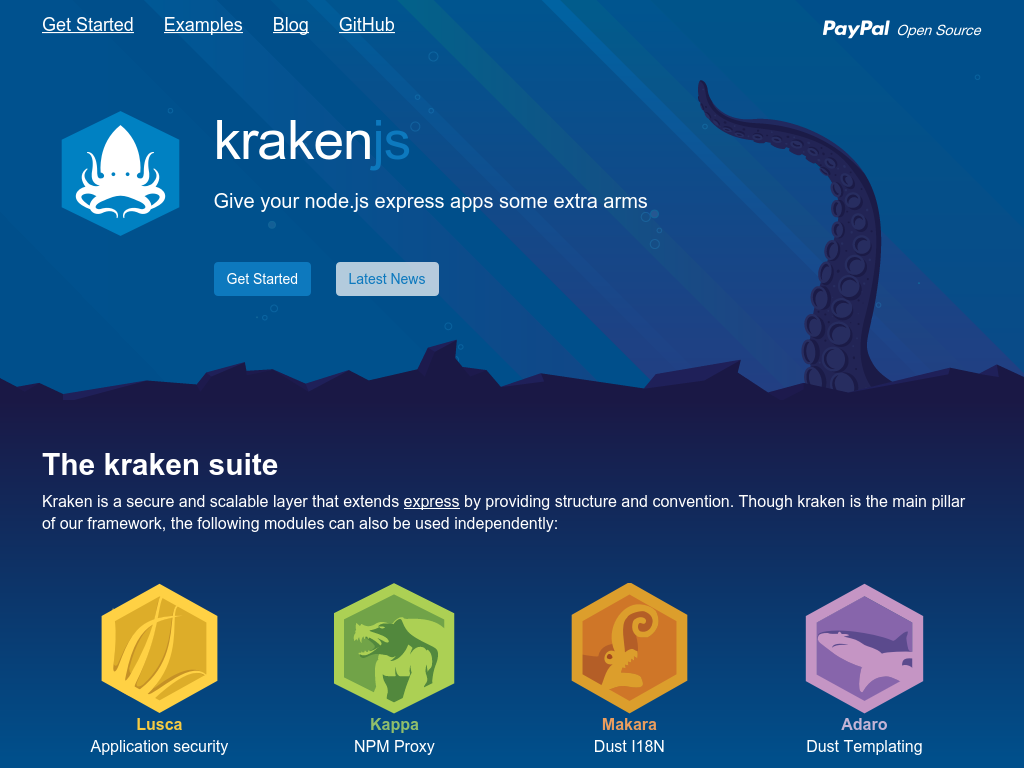 Get Started Examples Blog GitHub PayPal Open Source
krakenjs
Give your node.js express apps some extra arms
Get Started Latest News
The kraken suite
Kraken is a secure and scalable layer that extends express by providing structure and convention. Though kraken is the main pillar
of our framework, the following modules can also be used independently:
Lusca Kappa Makara Adaro
Application security NPM Proxy Dust I18N Dust Templating